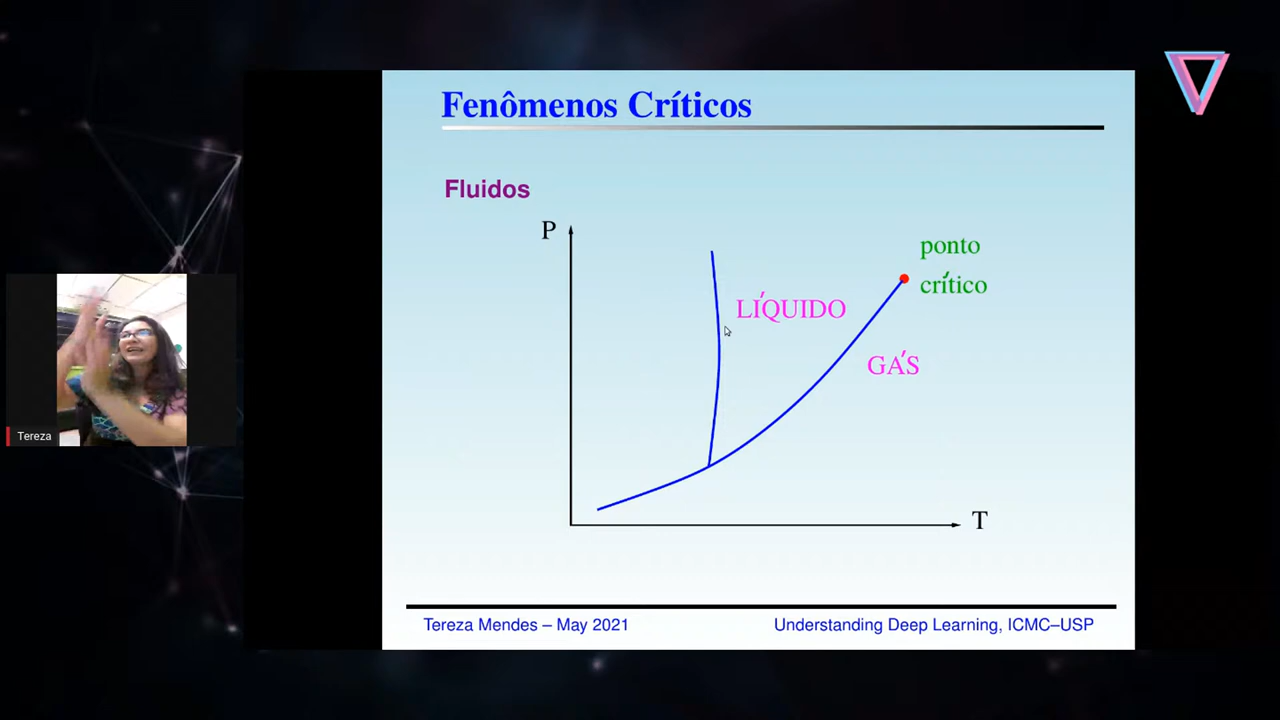 Fenômenos Críticos
Fluidos
P
ponto
crítico
LÍQUIDO
GÁS
T
Tereza
Tereza Mendes – May 2021
Understanding Deep Learning, ICMC–USP